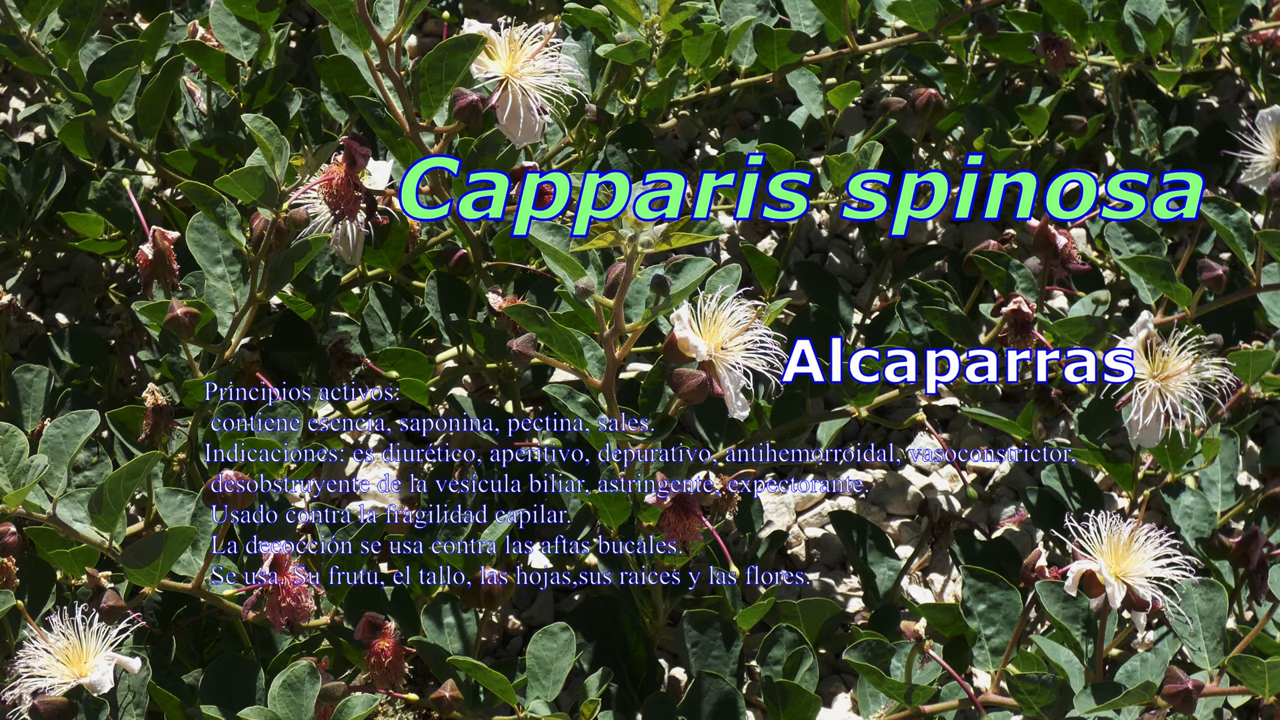 Capparis spinosa
Alcaparras
Principios activos:
contiene esencia, saponina, pectina, sales.
Indicaciones: es diurético, aperitivo, depurativo, antihemorroidal, vasoconstrictor,
desobstruyente de la vesícula biliar, astringente, expectorante.
Usado contra la fragilidad capilar.
La decocción se usa contra las aftas bucales.
Se usa. Su frutu, el tallo, las hojas,sus raices y las flores.